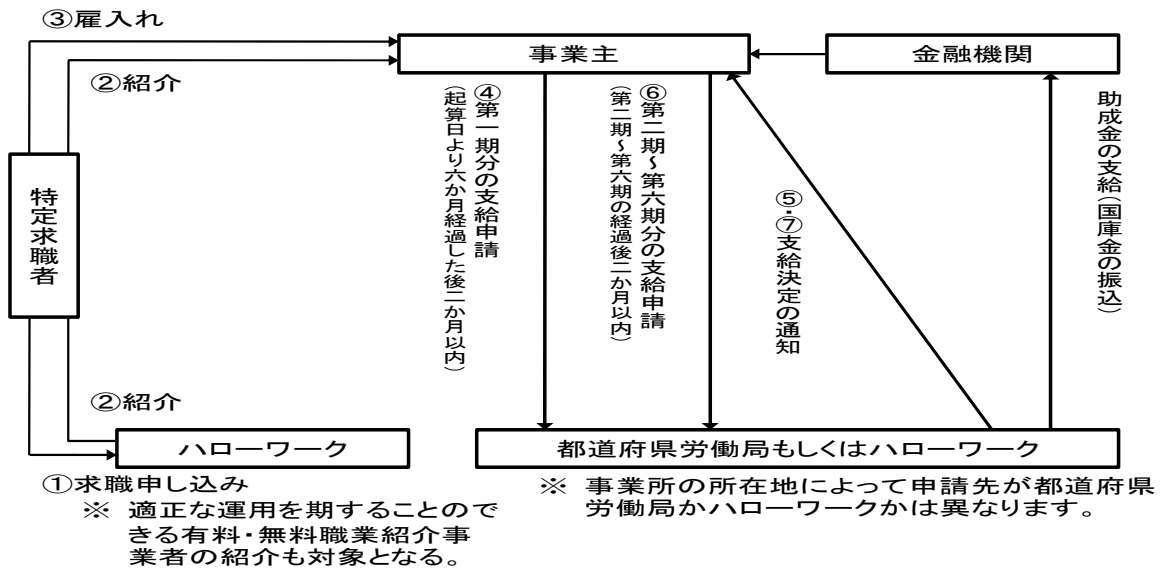 ③雇入れ
事業主
金融機関
②紹介
④第一期分の支給申請
(起算日より六か月経過した後二か月以内)
⑥第二期~第六期分の支給申請
(第二期~第六期の経過後二か月以内)
⑤・⑦支給決定の通知
助成金の支給(国庫金の振込)
特定求職者
②紹介
ハローワーク
都道府県労働局もしくはハローワーク
①求職申し込み
※ 適正な運用を期することので
きる有料・無料職業紹介事
業者の紹介も対象となる。
※ 事業所の所在地によって申請先が都道府県
労働局かハローワークかは異なります。